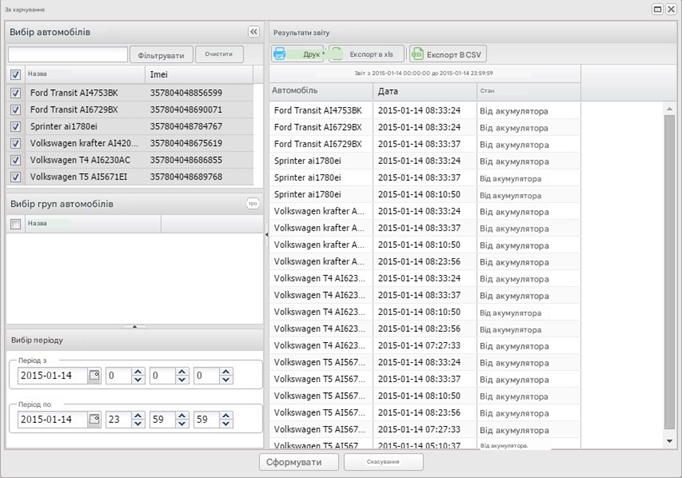 За харчування
Вибір автомобілів
Фільтрувати
Очистити
Назва Imei
Ford Transit AI4753BK 357804048856599
Ford Transit AI6729BX 357804048690071
Sprinter ai1780ei 357804048784767
Volkswagen krafter AI420... 357804048675619
Volkswagen T4 AI6230AC 357804048686855
Volkswagen T5 AI5671EI 357804048689768
Вибір груп автомобілів
Назва
Вибір періоду
Період з
2015-01-14 0 0 0
Період по
2015-01-14 23 59 59
Результати звіту
Друк * Експорт в xls Експорт В CSV
Звіт з 2015-01-14 00:00:00 до 2015-01-14 23:59:59
Автомобіль Дата Стан
Ford Transit AI4753BK 2015-01-14 08:33:24 Від акумулятора
Ford Transit AI6729BX 2015-01-14 08:33:24 Від акумулятора
Ford Transit AI6729BX 2015-01-14 08:33:37 Від акумулятора
Sprinter ai1780ei 2015-01-14 08:33:24 Від акумулятора
Sprinter ai1780ei 2015-01-14 08:33:37 Від акумулятора
Sprinter ai1780ei 2015-01-14 08:10:50 Від акумулятора
Volkswagen krafter A... 2015-01-14 08:33:24 Від акумулятора
Volkswagen krafter A... 2015-01-14 08:33:37 Від акумулятора
Volkswagen krafter A... 2015-01-14 08:10:50 Від акумулятора
Volkswagen krafter A... 2015-01-14 08:23:56 Від акумулятора
Volkswagen T4 AI623... 2015-01-14 08:33:24 Від акумулятора
Volkswagen T4 AI623... 2015-01-14 08:33:37 Від акумулятора
Volkswagen T4 AI623... 2015-01-14 08:10:50 Від акумулятора
Volkswagen T4 AI623... 2015-01-14 08:23:56 Від акумулятора
Volkswagen T4 AI623... 2015-01-14 07:27:33 Від акумулятора
Volkswagen T5 AI567... 2015-01-14 08:33:24 Від акумулятора
Volkswagen T5 AI567... 2015-01-14 08:33:37 Від акумулятора
Volkswagen T5 AI567... 2015-01-14 08:10:50 Від акумулятора
Volkswagen T5 AI567... 2015-01-14 08:23:56 Від акумулятора
Volkswagen T5 AI567... 2015-01-14 07:27:33 Від акумулятора
Volkswagen T5 AI567... 2015-01-14 05:10:37 Від акумулятора.
Сформувати
Скасування